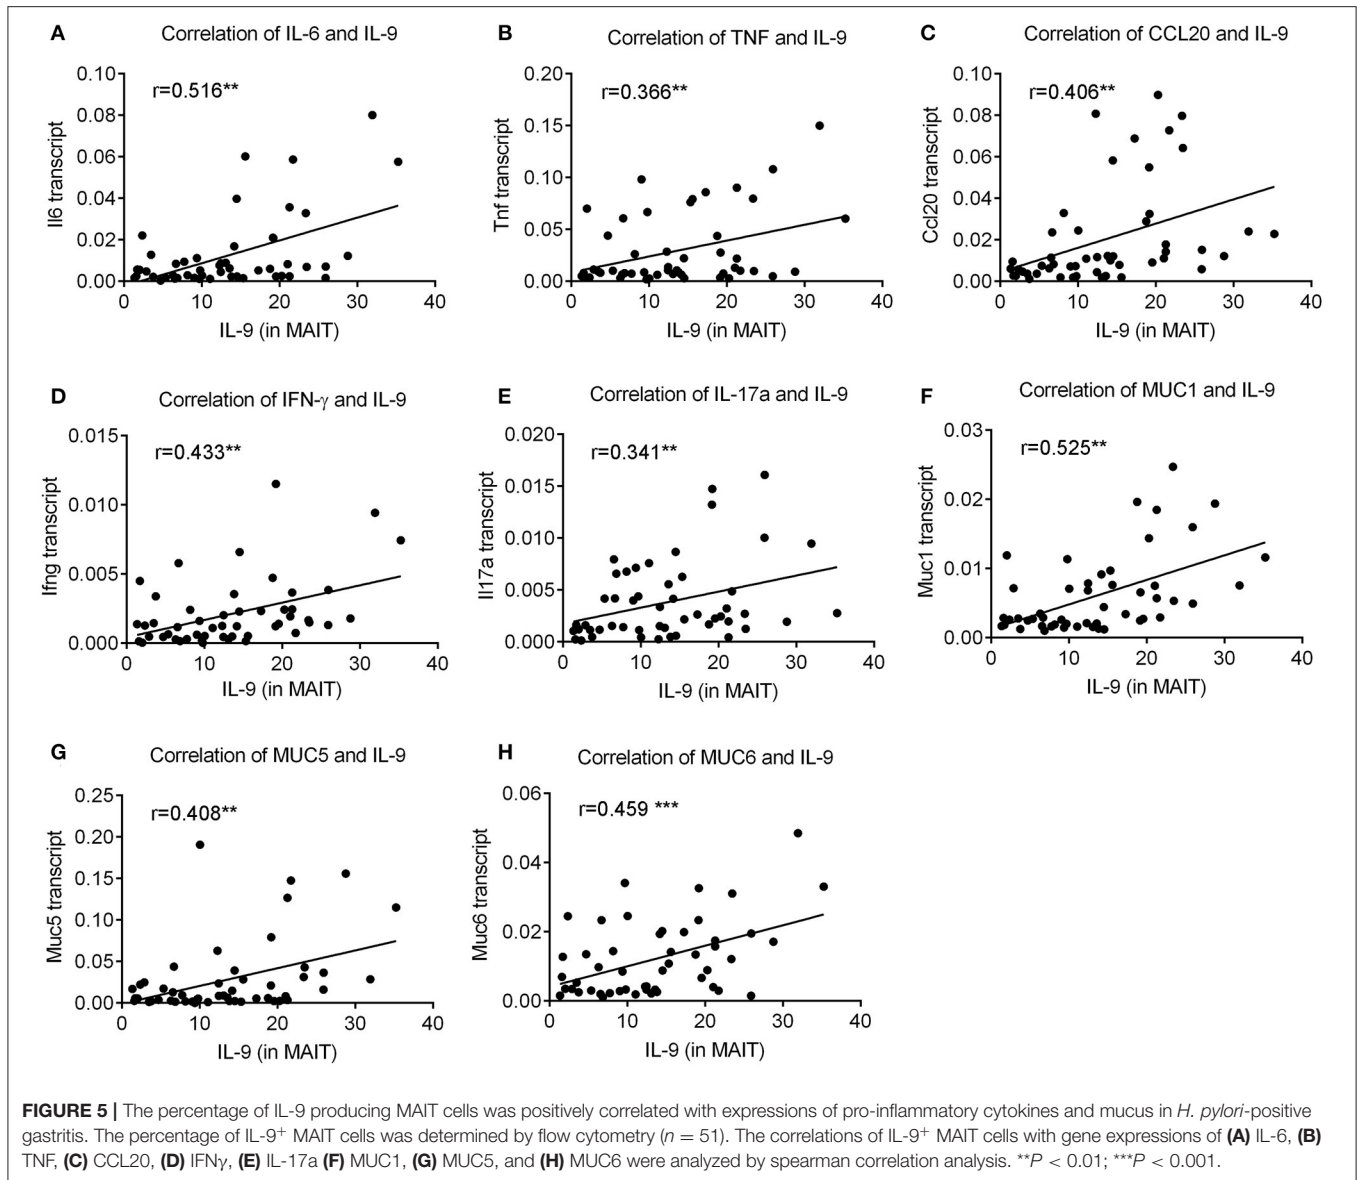 A
Correlation of IL-6 and IL-9
r=0.516**
Il6 transcript
0.10
0.08
0.06
0.04
0.02
0.00
0 10 20 30 40
IL-9 (in MAIT)
B
Correlation of TNF and IL-9
r=0.366**
Tnf transcript
0.20
0.15
0.10
0.05
0.00
0 10 20 30 40
IL-9 (in MAIT)
C
Correlation of CCL20 and IL-9
r=0.406**
Ccl20 transcript
0.10
0.08
0.06
0.04
0.02
0.00
0 10 20 30 40
IL-9 (in MAIT)
D
Correlation of IFN-γ and IL-9
r=0.433**
Ifng transcript
0.015
0.010
0.005
0.000
0 10 20 30 40
IL-9 (in MAIT)
E
Correlation of IL-17a and IL-9
r=0.341**
Il17a transcript
0.020
0.015
0.010
0.005
0.000
0 10 20 30 40
IL-9 (in MAIT)
F
Correlation of MUC1 and IL-9
r=0.525**
Muc1 transcript
0.03
0.02
0.01
0.00
0 10 20 30 40
IL-9 (in MAIT)
G
Correlation of MUC5 and IL-9
r=0.408**
Muc5 transcript
0.25
0.20
0.15
0.10
0.05
0.00
0 10 20 30 40
IL-9 (in MAIT)
H
Correlation of MUC6 and IL-9
r=0.459 ***
Muc6 transcript
0.06
0.04
0.02
0.00
0 10 20 30 40
IL-9 (in MAIT)
FIGURE 5 | The percentage of IL-9 producing MAIT cells was positively correlated with expressions of pro-inflammatory cytokines and mucus in H. pylori-positive
gastritis. The percentage of IL-9+ MAIT cells was determined by flow cytometry (n = 51). The correlations of IL-9+ MAIT cells with gene expressions of (A) IL-6, (B)
TNF, (C) CCL20, (D) IFNγ, (E) IL-17a (F) MUC1, (G) MUC5, and (H) MUC6 were analyzed by spearman correlation analysis. **P < 0.01; ***P < 0.001.